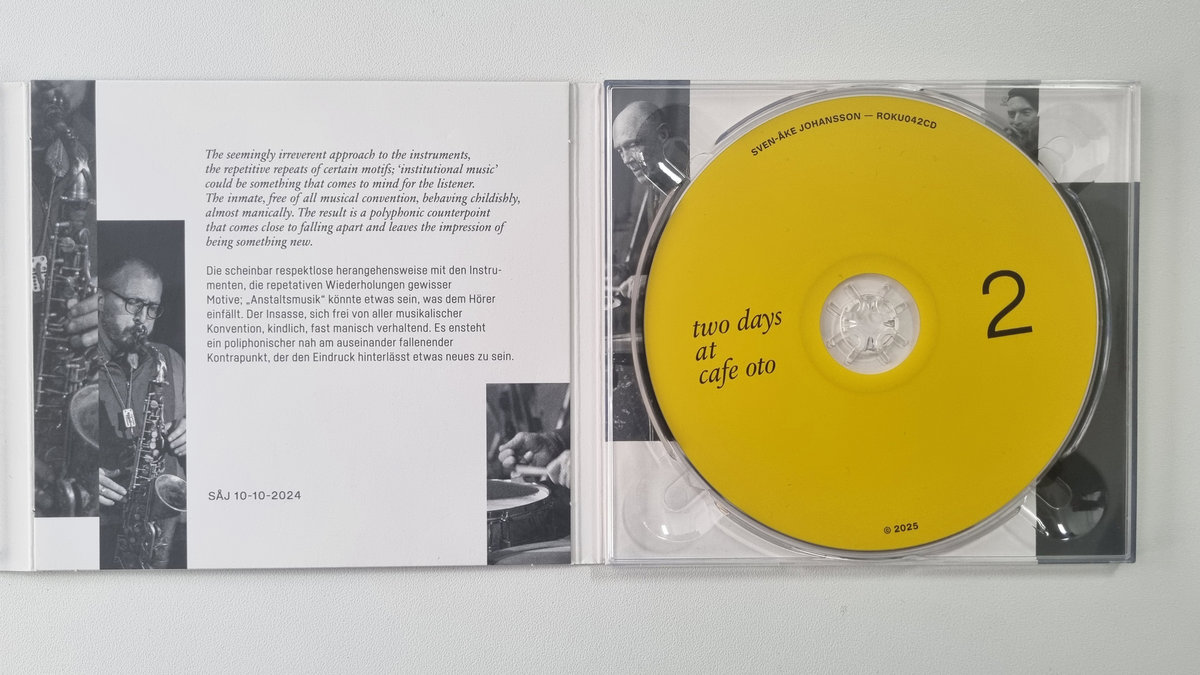 The seemingly irreverent approach to the instruments,
the repetitive repeats of certain motifs; ‘institutional music’
could be something that comes to mind for the listener.
The inmate, free of all musical convention, behaving childishly,
almost manically. The result is a polyphonic counterpoint
that comes close to falling apart and leaves the impression of
being something new.
Die scheinbar respektlose herangehensweise mit den Instru-
menten, die repetativen Wiederholungen gewisser
Motive; „Anstaltsmusik“ könnte etwas sein, was dem Hörer
einfällt. Der Insasse, sich frei von aller musikalischer
Konvention, kindlich, fast manisch verhaltend. Es ensteht
ein poliphonischer nah am auseinander fallenender
Kontrapunkt, der den Eindruck hinterlässt etwas neues zu sein.
SÅJ 10-10-2024
SVEN-ÅKE JOHANSSON — ROKU042CD
two days
at
cafe oto
2
© 2025